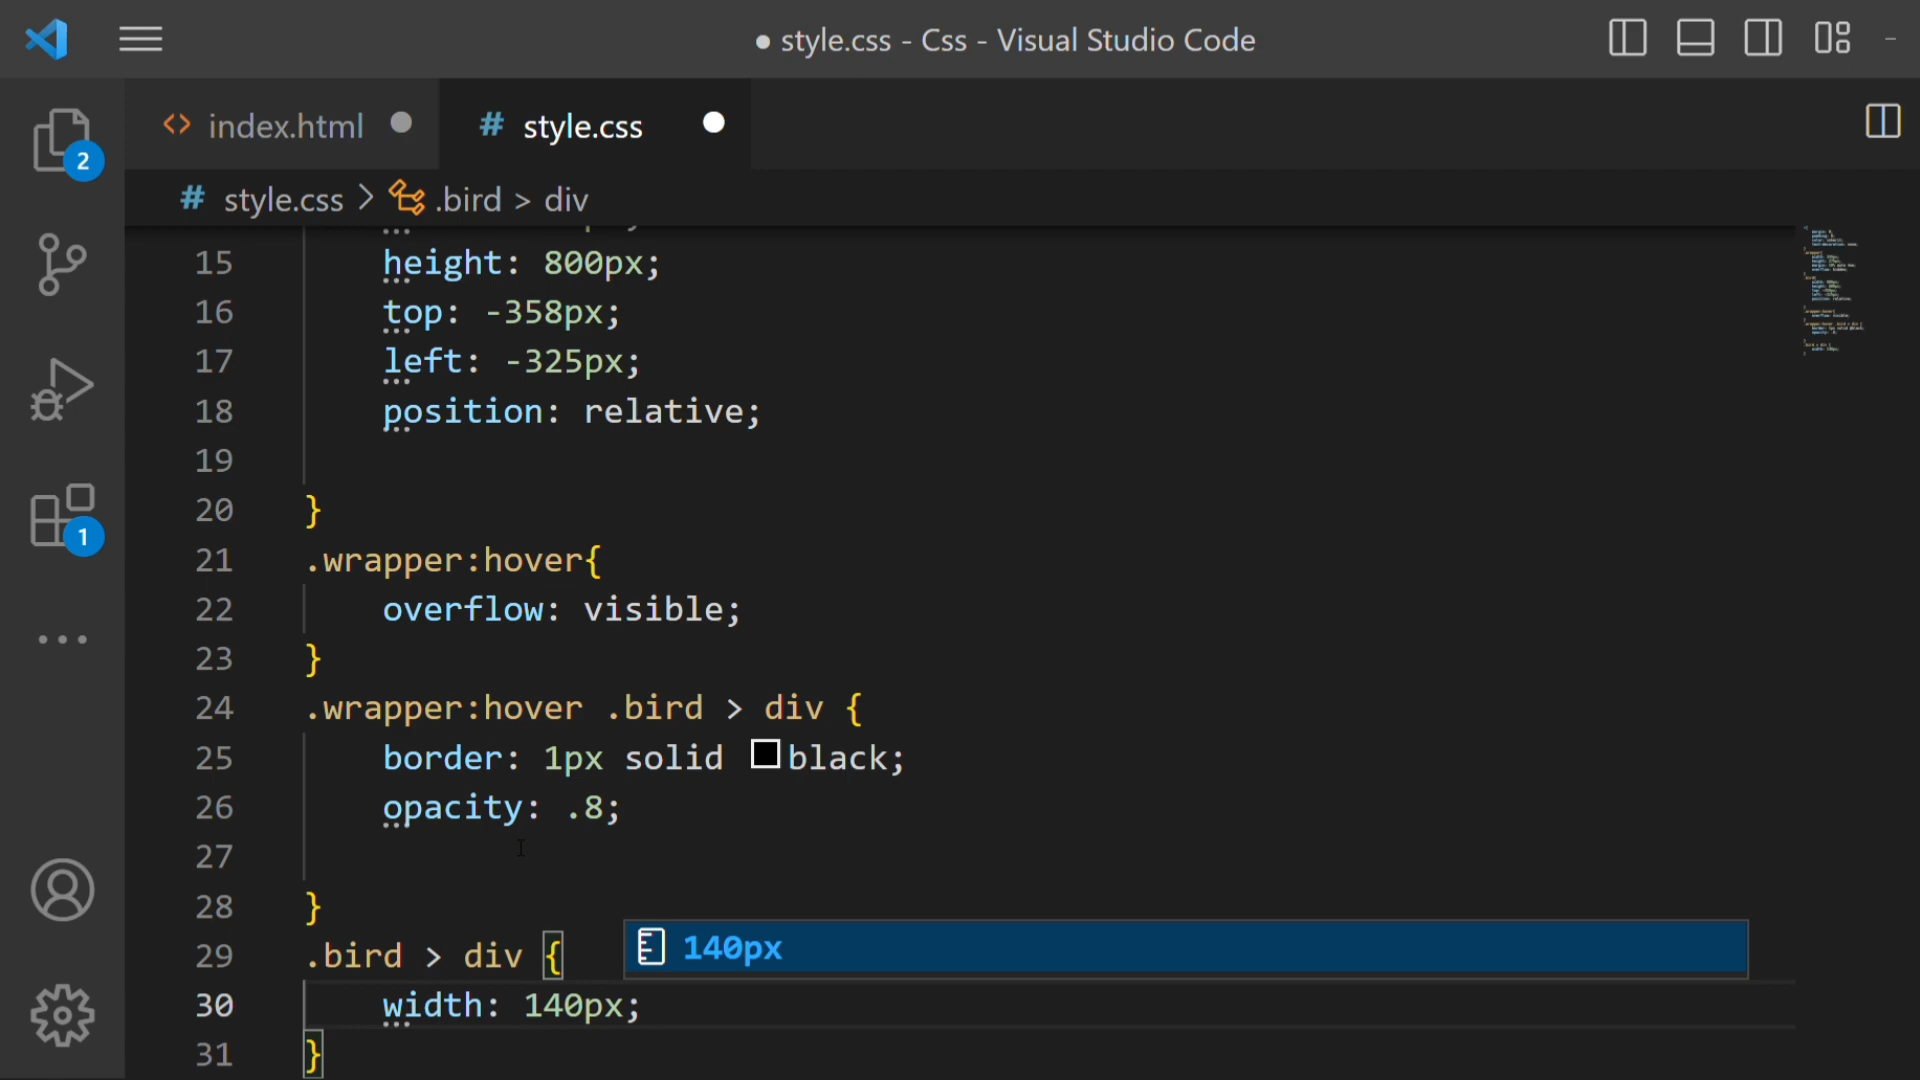 ● style.css - Css - Visual Studio Code
<> index.html ● # style.css ●
2
# style.css > .bird > div
15 height: 800px;
16 top: -358px;
17 left: -325px;
18 position: relative;
19
20 }
21 .wrapper:hover{
22 overflow: visible;
23 }
24 .wrapper:hover .bird > div {
25 border: 1px solid black;
26 opacity: .8;
27
28 }
29 .bird > div {
140px
30 width: 140px;
31 }
1